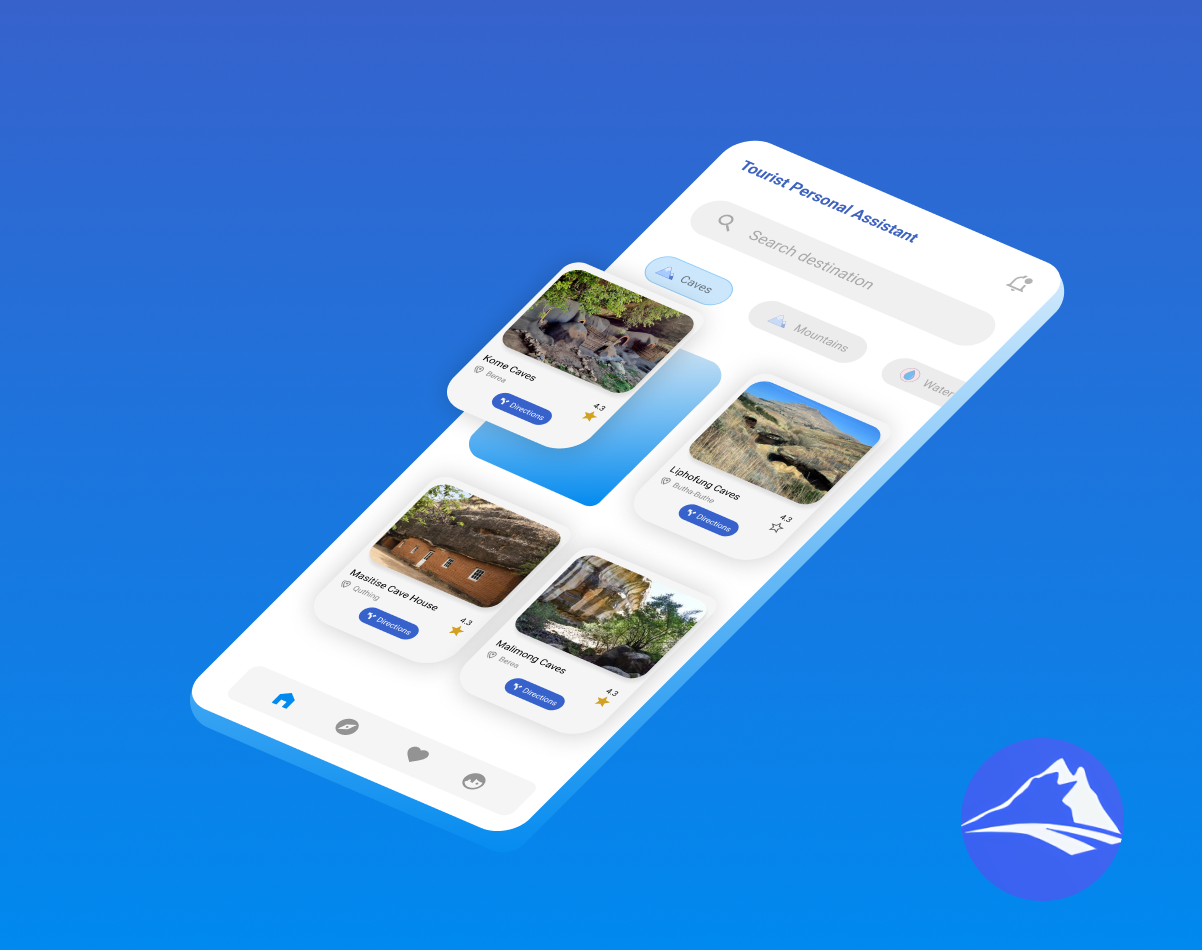 Tourist Personal Assistant
Search destination
Caves
Mountains
Water
Kome Caves
Berea
Directions
4.3
Liphofung Caves
Butha Buthe
Directions
4.3
Masitise Cave House
Quthing
Directions
4.3
Malimong Caves
Berea
Directions
4.3